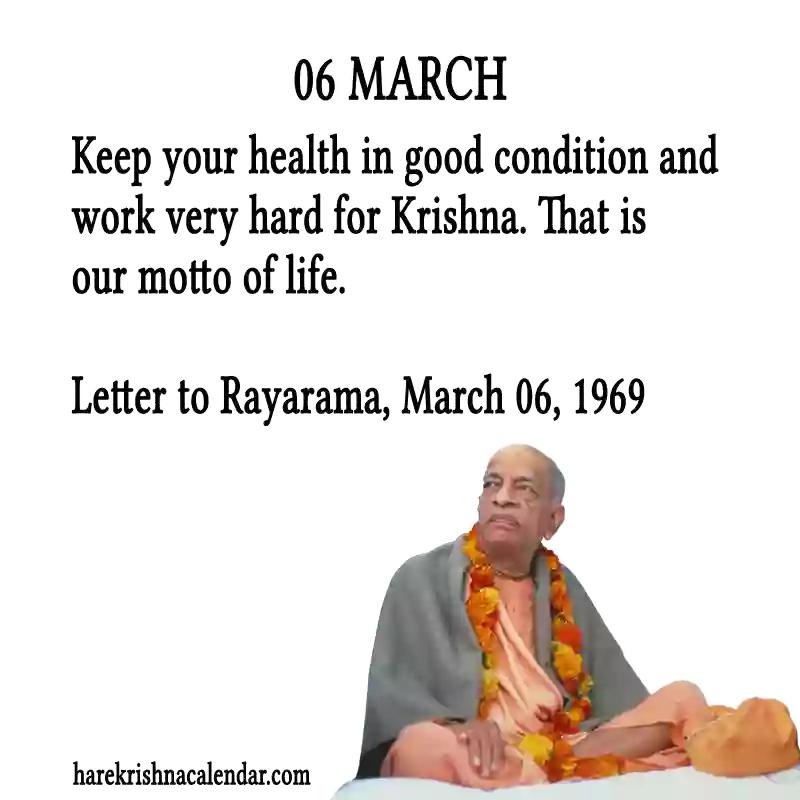 06 MARCH
Keep your health in good condition and
work very hard for Krishna. That is
our motto of life.
Letter to Rayarama, March 06, 1969
harekrishnacalendar.com